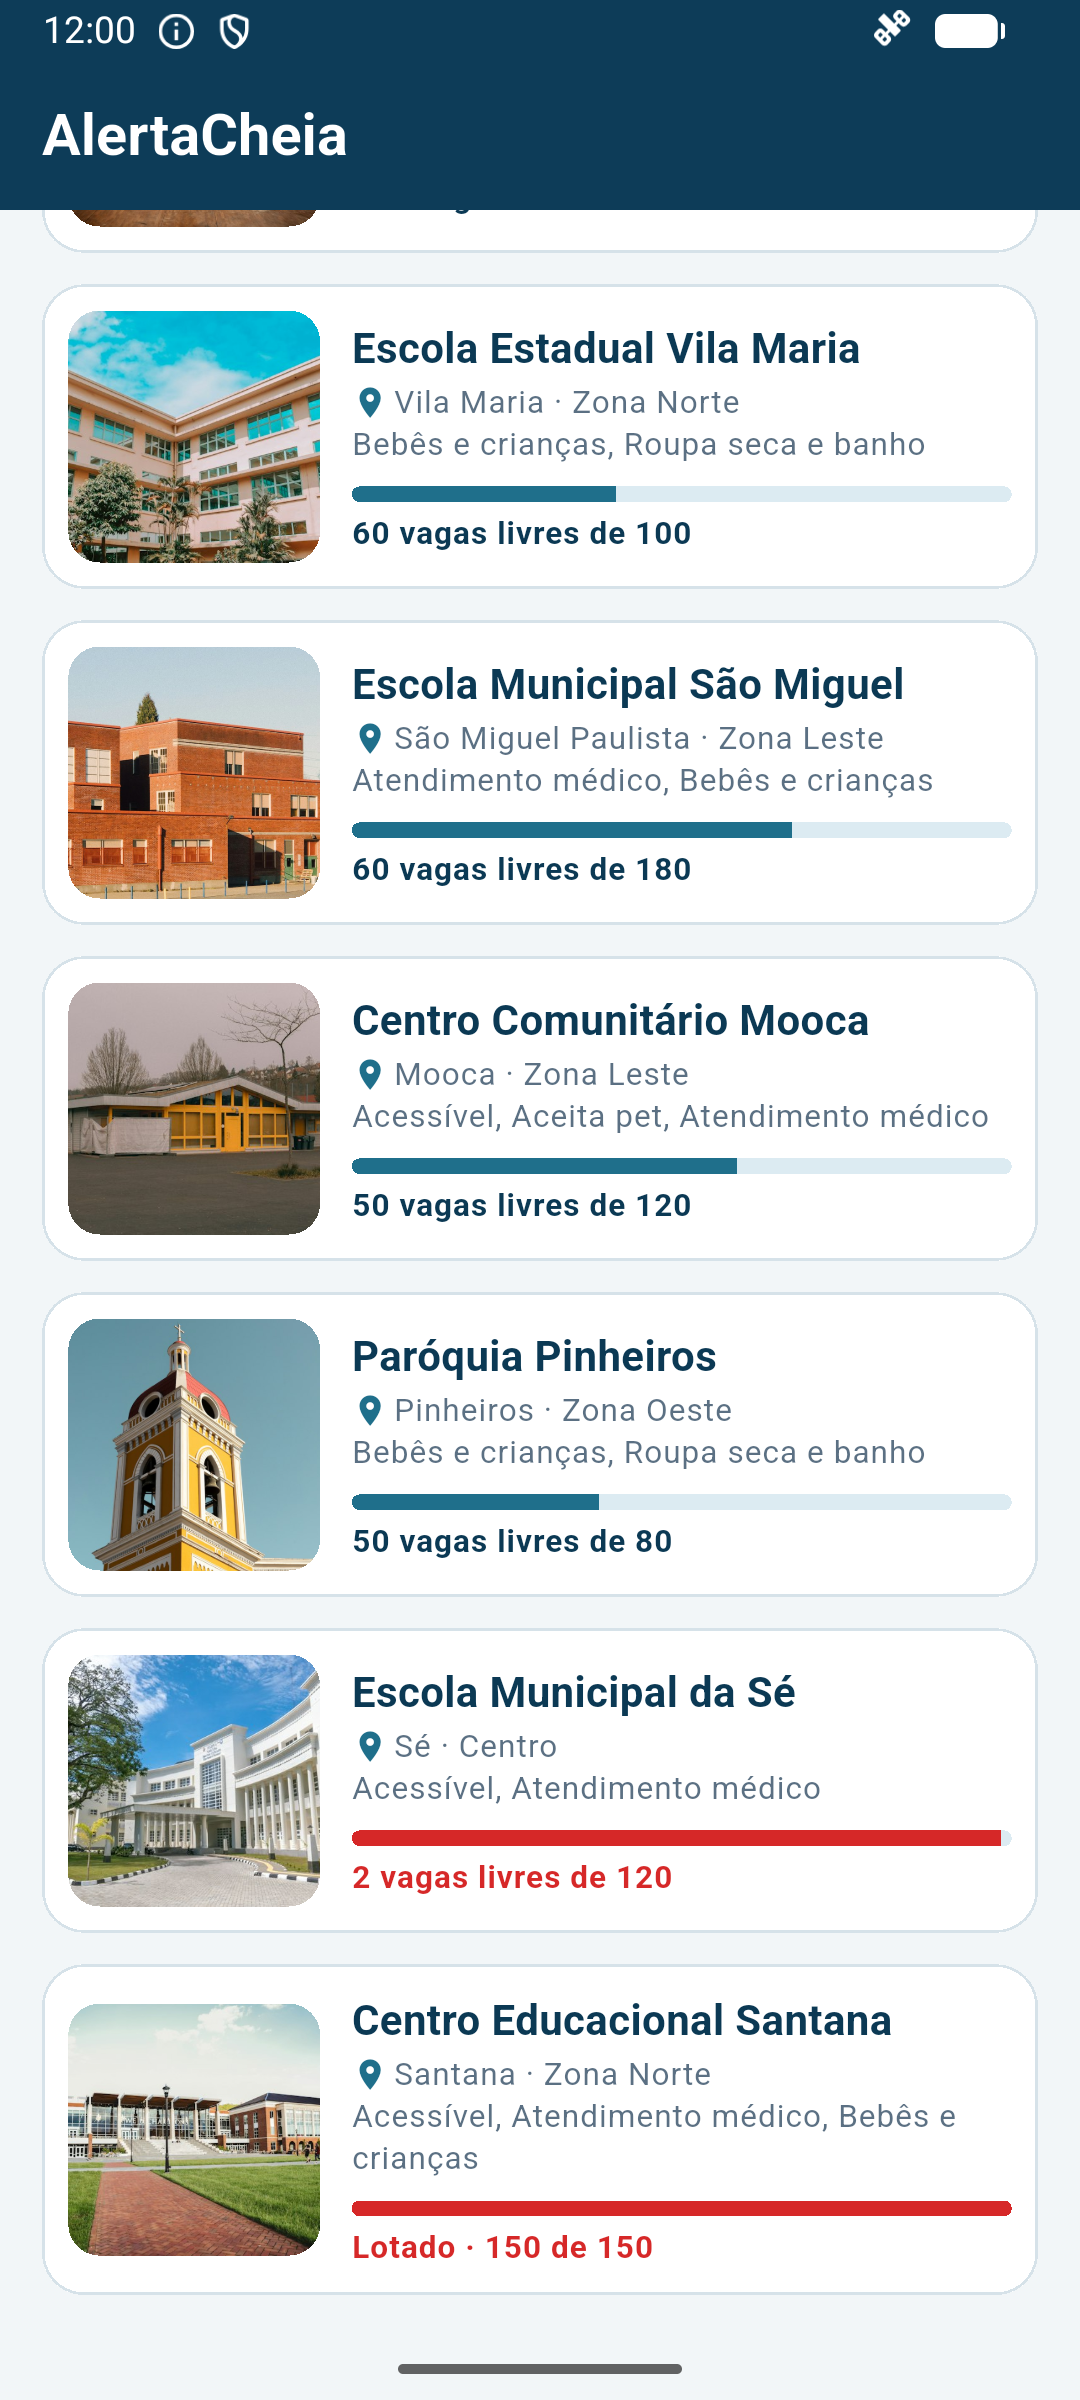 12:00
AlertaCheia
Escola Estadual Vila Maria
Vila Maria · Zona Norte
Bebês e crianças, Roupa seca e banho
60 vagas livres de 100
Escola Municipal São Miguel
São Miguel Paulista · Zona Leste
Atendimento médico, Bebês e crianças
60 vagas livres de 180
Centro Comunitário Mooca
Mooca · Zona Leste
Acessível, Aceita pet, Atendimento médico
50 vagas livres de 120
Paróquia Pinheiros
Pinheiros · Zona Oeste
Bebês e crianças, Roupa seca e banho
50 vagas livres de 80
Escola Municipal da Sé
Sé · Centro
Acessível, Atendimento médico
2 vagas livres de 120
Centro Educacional Santana
Santana · Zona Norte
Acessível, Atendimento médico, Bebês e
crianças
Lotado · 150 de 150